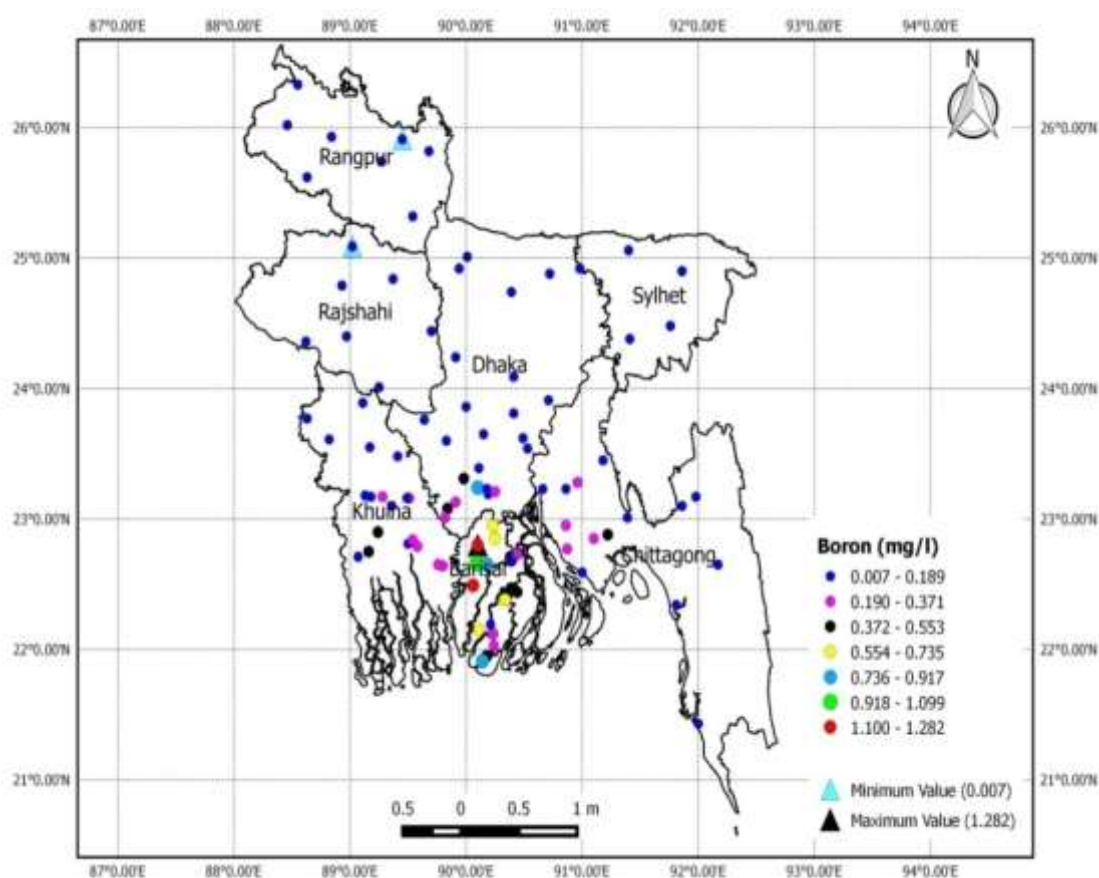 87°0.00'E 88°0.00'E 89°0.00'E 90°0.00'E 91°0.00'E 92°0.00'E 93°0.00'E 94°0.00'E
N
26°0.00'N 26°0.00'N
Rangpur
25°0.00'N 25°0.00'N
Sylhet
Rajshahi
Dhaka
24°0.00'N 24°0.00'N
Khulna
23°0.00'N 23°0.00'N
Chittagong
Barisal
Boron (mg/l)
0.007 - 0.189
0.190 - 0.371
0.372 - 0.553
0.554 - 0.735
0.736 - 0.917
0.918 - 1.099
1.100 - 1.282
22°0.00'N 22°0.00'N
21°0.00'N 21°0.00'N
Minimum Value (0.007)
Maximum Value (1.282)
0.5 0 0.5 1 m
87°0.00'E 88°0.00'E 89°0.00'E 90°0.00'E 91°0.00'E 92°0.00'E 93°0.00'E 94°0.00'E